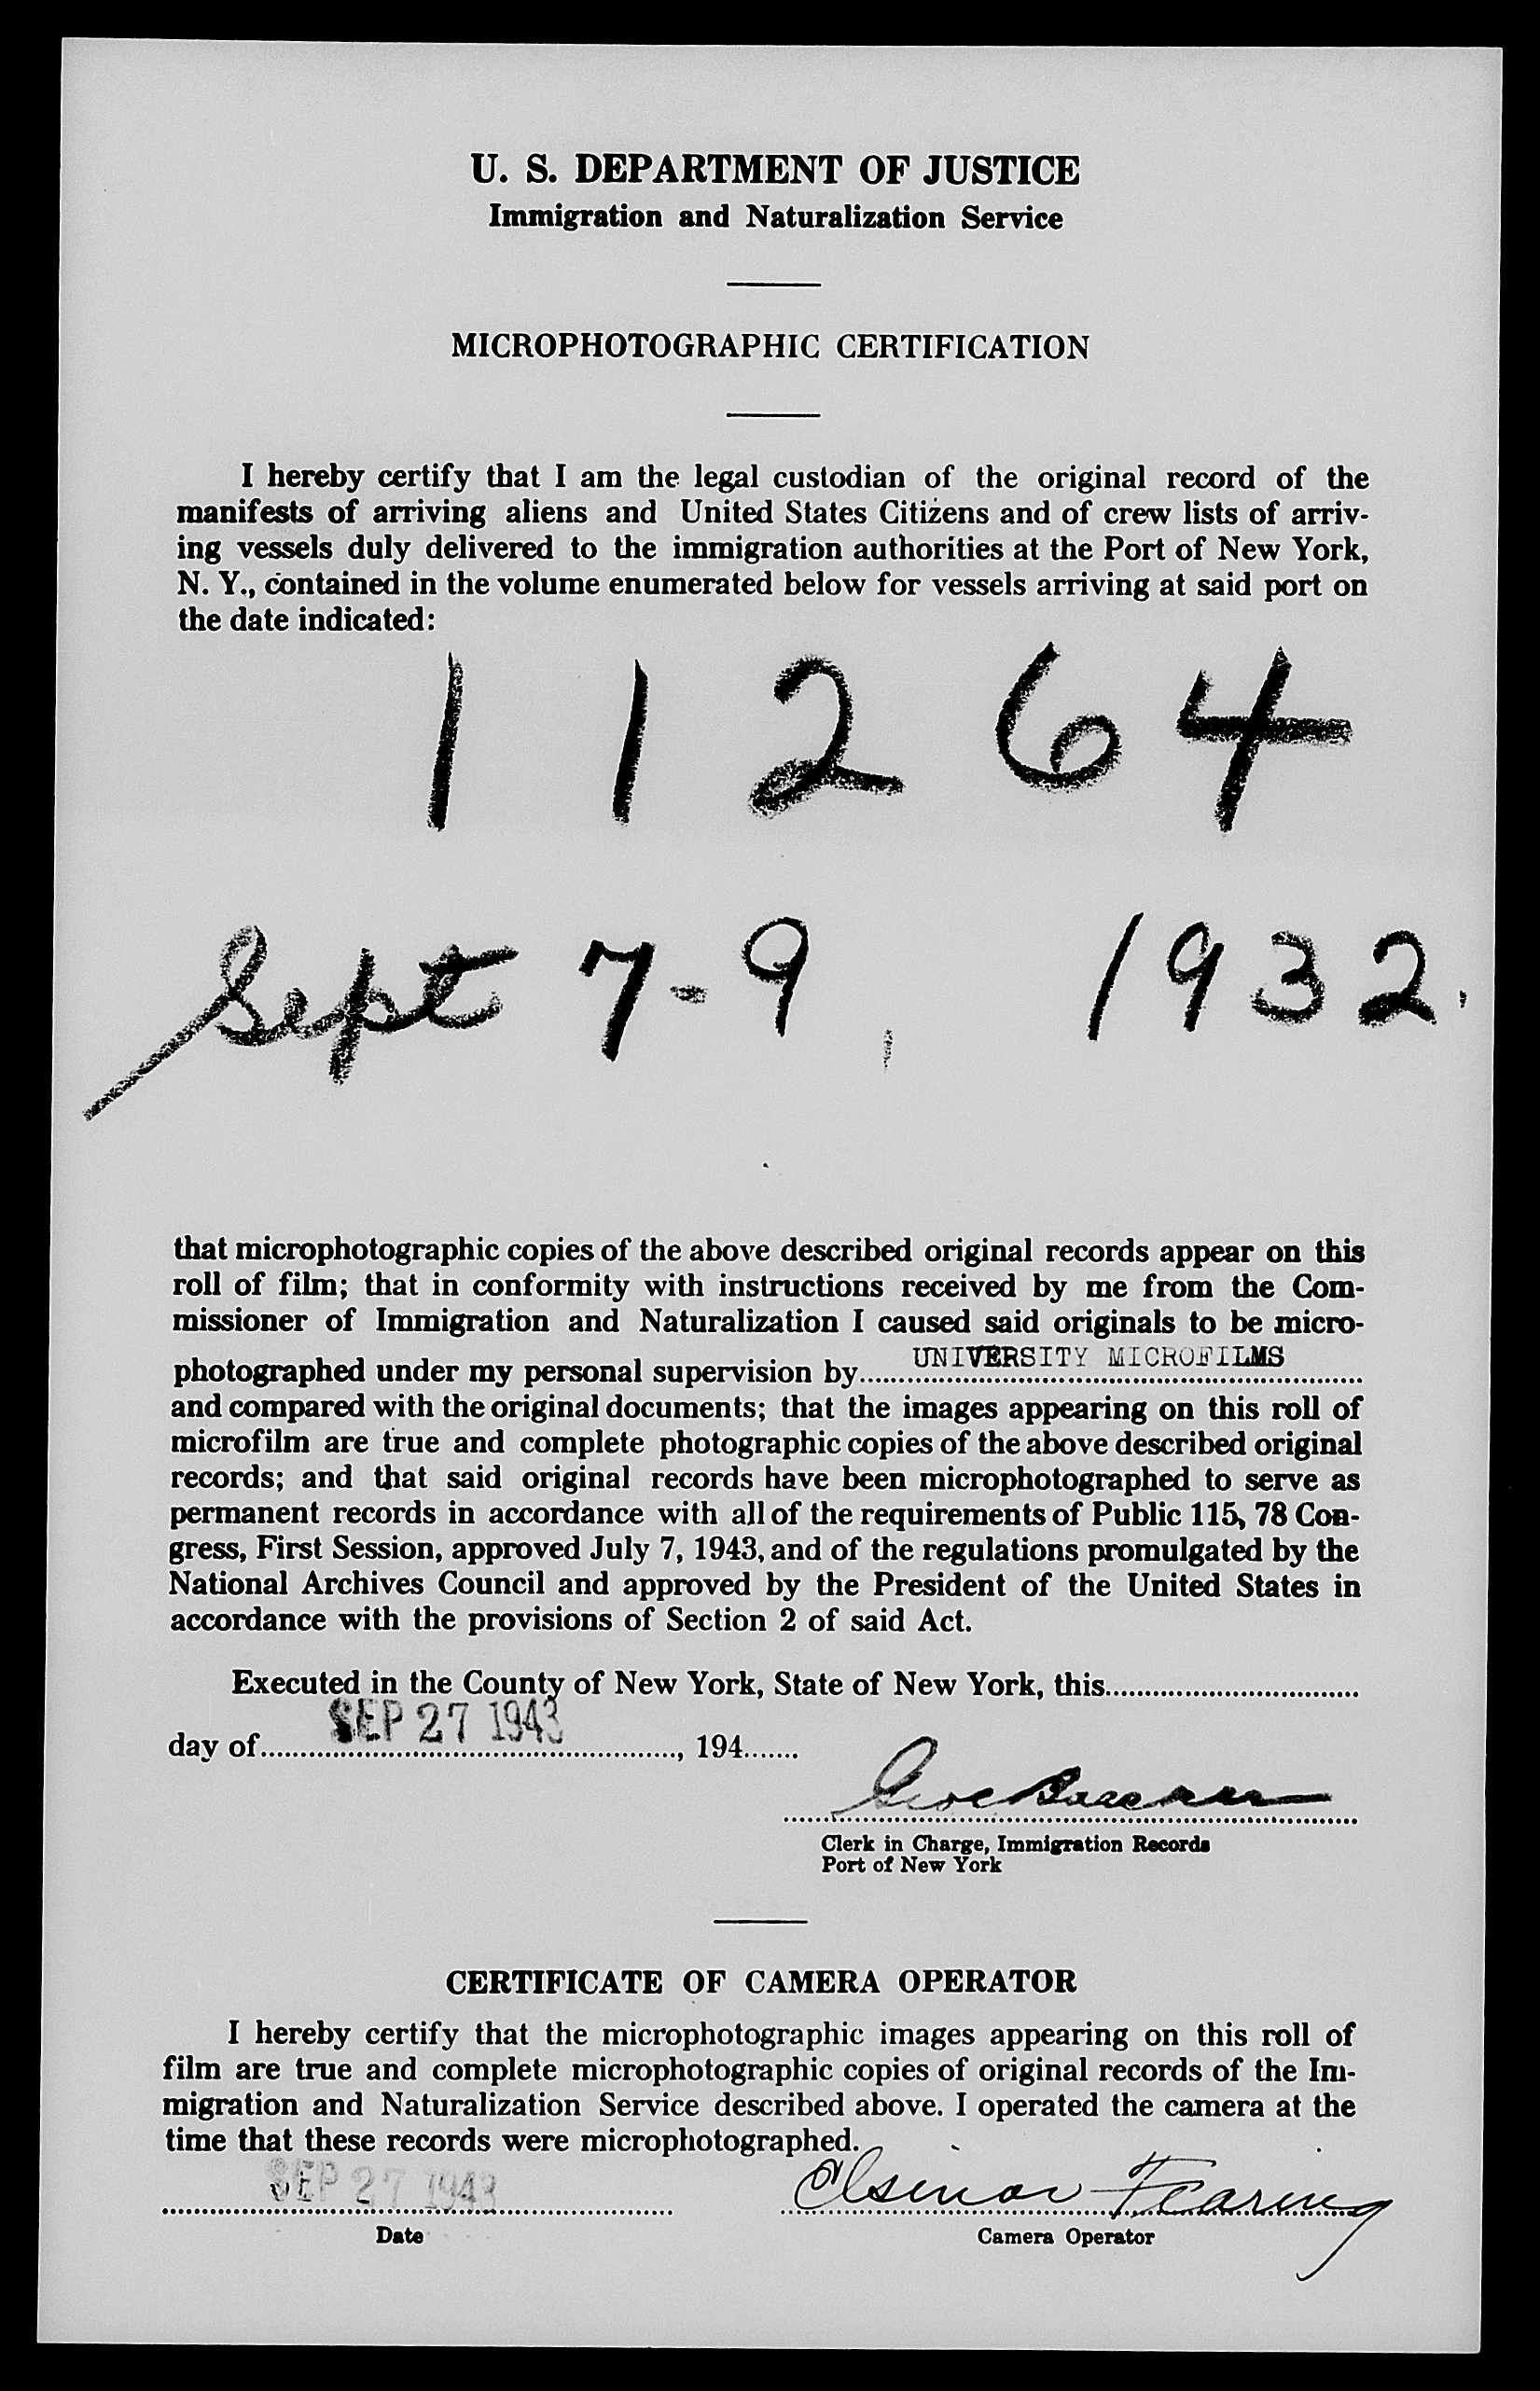 U. S. DEPARTMENT OF JUSTICE
Immigration and Naturalization Service
MICROPHOTOGRAPHIC CERTIFICATION
I hereby certify that I am the legal custodian of the original record of the
manifests of arriving aliens and United States Citizens and of crew lists of arriv-
ing vessels duly delivered to the immigration authorities at the Port of New York,
N. Y., contained in the volume enumerated below for vessels arriving at said port on
the date indicated:
11264
Sept 7-9, 1932.
that microphotographic copies of the above described original records appear on this
roll of film; that in conformity with instructions received by me from the Com-
missioner of Immigration and Naturalization I caused said originals to be micro-
photographed under my personal supervision by UNIVERSITY MICROFILMS
and compared with the original documents; that the images appearing on this roll of
microfilm are true and complete photographic copies of the above described original
records; and that said original records have been microphotographed to serve as
permanent records in accordance with all of the requirements of Public 115, 78 Con-
gress, First Session, approved July 7, 1943, and of the regulations promulgated by the
National Archives Council and approved by the President of the United States in
accordance with the provisions of Section 2 of said Act.
Executed in the County of New York, State of New York, this
day of SEP 27 1943, 194
Clerk in Charge, Immigration Records
Port of New York
CERTIFICATE OF CAMERA OPERATOR
I hereby certify that the microphotographic images appearing on this roll of
film are true and complete microphotographic copies of original records of the Im-
migration and Naturalization Service described above. I operated the camera at the
time that these records were microphotographed.
SEP 27 1943 Elsinor Fearing
Date Camera Operator